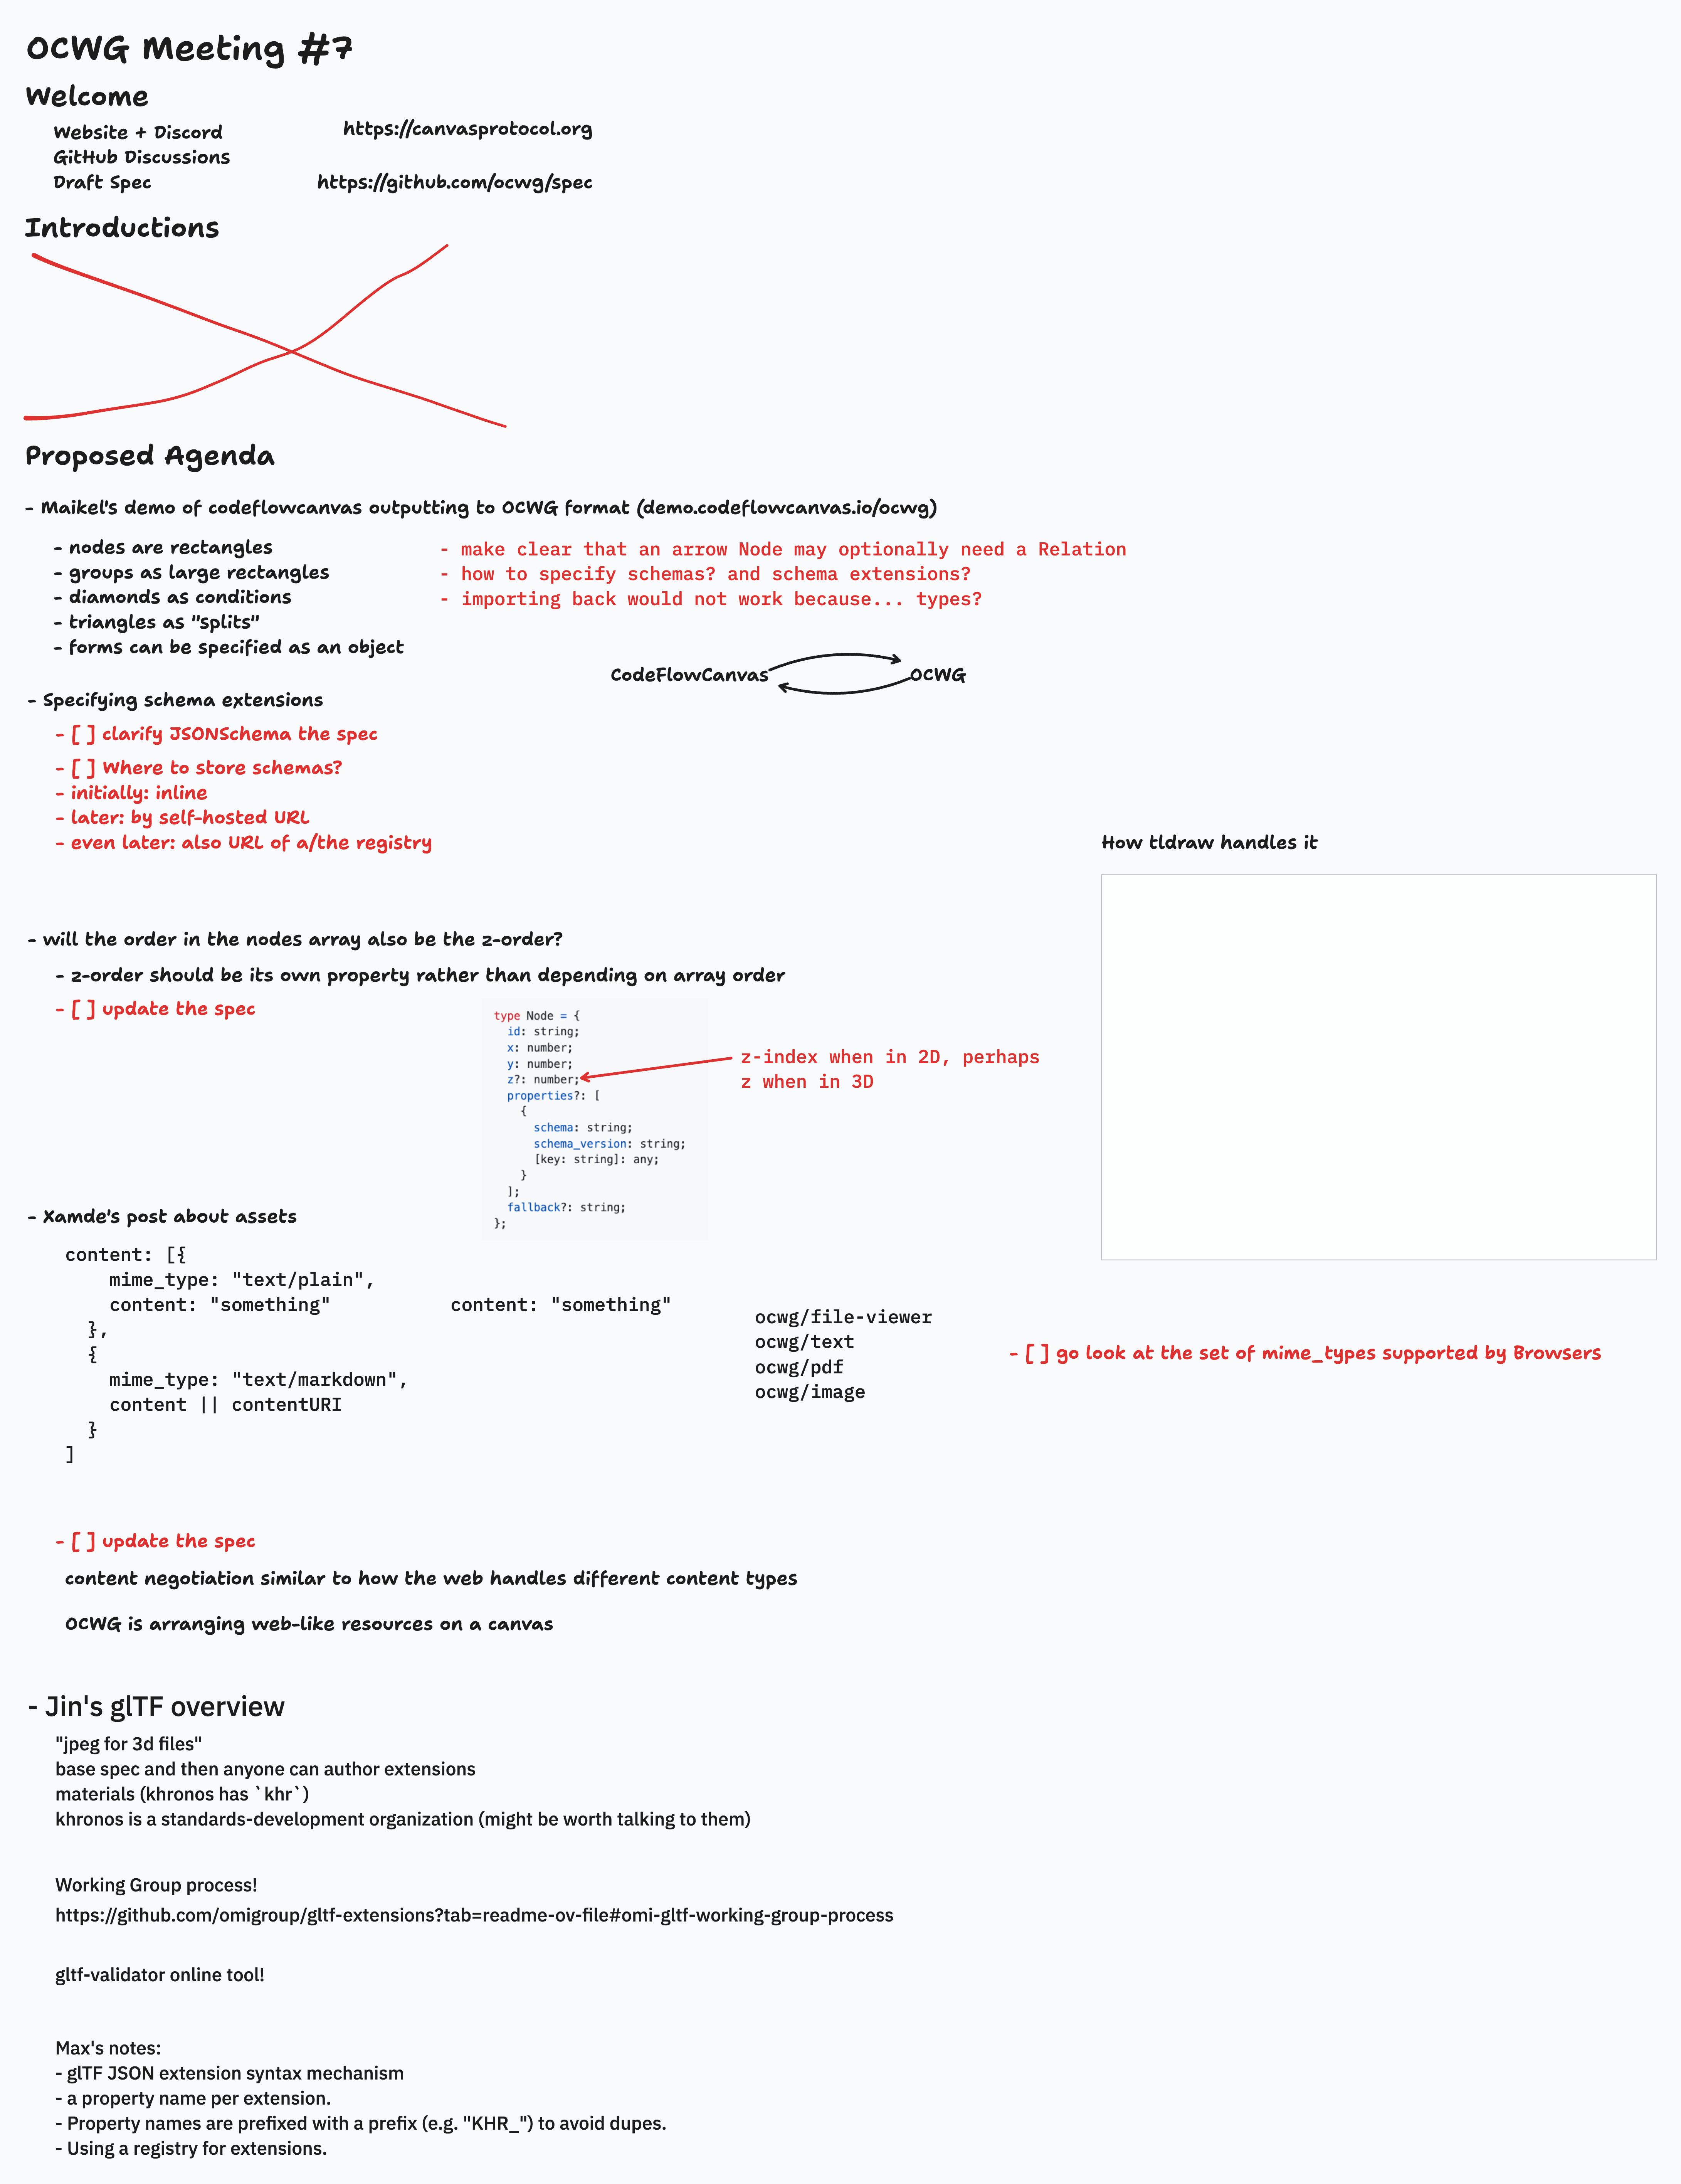 OCWG Meeting #7
Welcome
Website + Discord
https://canvasprotocol.org
GitHub Discussions
Draft Spec
https://github.com/ocwg/spec
Introductions
Proposed Agenda
- Maikel's demo of codeflowcanvas outputting to OCWG format (demo.codeflowcanvas.io/ocwg)
- nodes are rectangles
- groups as large rectangles
- diamonds as conditions
- triangles as "splits"
- forms can be specified as an object
- make clear that an arrow Node may optionally need a Relation
- how to specify schemas? and schema extensions?
- importing back would not work because... types?
CodeFlowCanvas
OCWG
- Specifying schema extensions
- [ ] clarify JSONSchema the spec
- [ ] Where to store schemas?
- initially: inline
- later: by self-hosted URL
- even later: also URL of a/the registry
How tldraw handles it
- will the order in the nodes array also be the z-order?
- z-order should be its own property rather than depending on array order
- [ ] update the spec
type Node = {
id: string;
x: number;
y: number;
z?: number;
properties?: [
{
schema: string;
schema_version: string;
[key: string]: any;
}
];
fallback?: string;
};
z-index when in 2D, perhaps
z when in 3D
- Xamde's post about assets
content: [{
mime_type: "text/plain",
content: "something"
},
{
mime_type: "text/markdown",
content || contentURI
}
]
content: "something"
ocwg/file-viewer
ocwg/text
ocwg/pdf
ocwg/image
- [ ] go look at the set of mime_types supported by Browsers
- [ ] update the spec
content negotiation similar to how the web handles different content types
OCWG is arranging web-like resources on a canvas
- Jin's glTF overview
"jpeg for 3d files"
base spec and then anyone can author extensions
materials (khronos has `khr`)
khronos is a standards-development organization (might be worth talking to them)
Working Group process!
https://github.com/omigroup/gltf-extensions?tab=readme-ov-file#omi-gltf-working-group-process
gltf-validator online tool!
Max's notes:
- glTF JSON extension syntax mechanism
- a property name per extension.
- Property names are prefixed with a prefix (e.g. "KHR_") to avoid dupes.
- Using a registry for extensions.